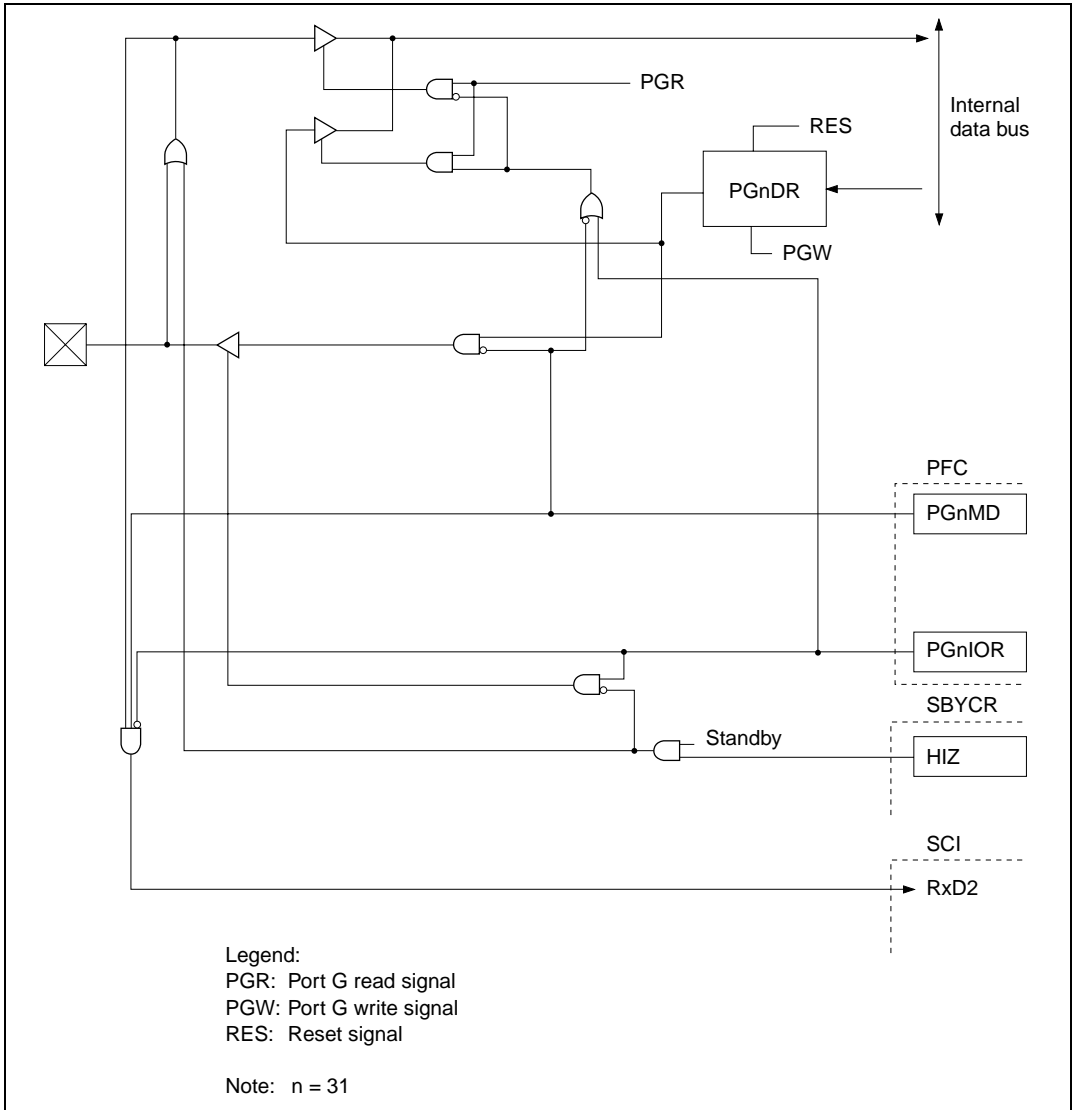 PGR
Internal
data bus
RES
PGnDR
PGW
PFC
PGnMD
PGnIOR
SBYCR
Standby
HIZ
SCI
RxD2
Legend:
PGR: Port G read signal
PGW: Port G write signal
RES: Reset signal
Note: n = 31